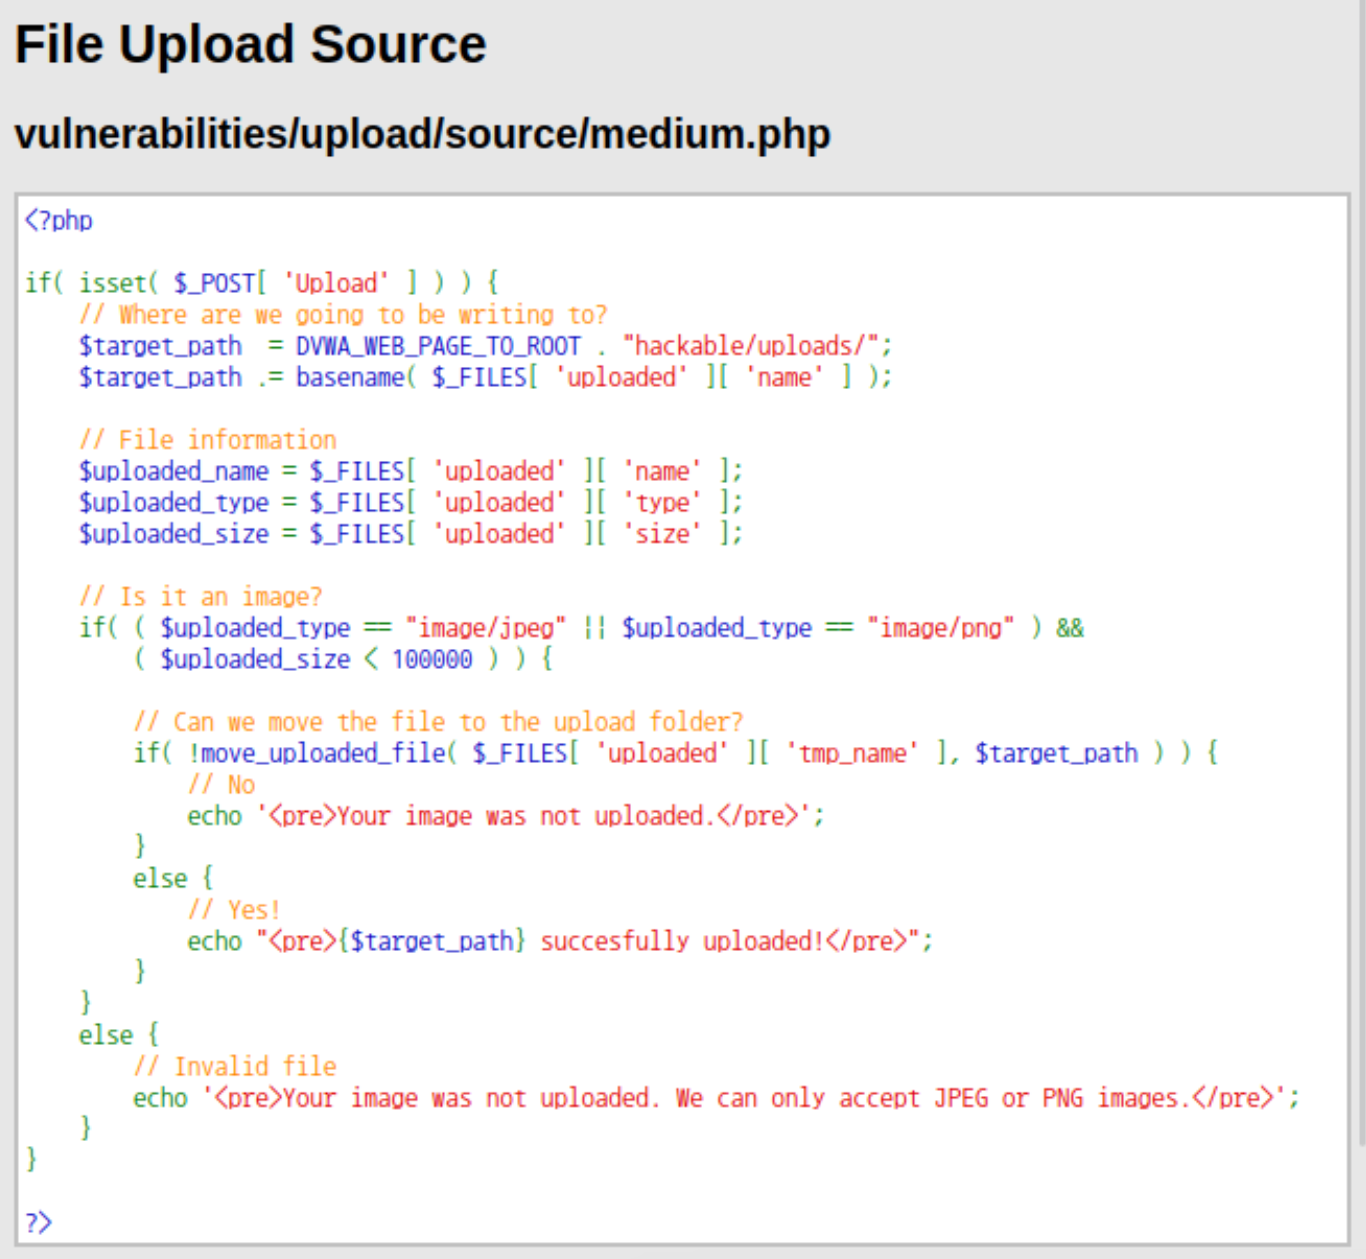 File Upload Source
vulnerabilities/upload/source/medium.php
<?php
if( isset( $_POST[ 'Upload' ] ) ) {
    // Where are we going to be writing to?
    $target_path  = DVWA_WEB_PAGE_TO_ROOT . "hackable/uploads/";
    $target_path .= basename( $_FILES[ 'uploaded' ][ 'name' ] );
    // File information
    $uploaded_name = $_FILES[ 'uploaded' ][ 'name' ];
    $uploaded_type = $_FILES[ 'uploaded' ][ 'type' ];
    $uploaded_size = $_FILES[ 'uploaded' ][ 'size' ];
    // Is it an image?
    if( ( $uploaded_type == "image/jpeg" || $uploaded_type == "image/png" ) &&
        ( $uploaded_size < 100000 ) ) {
        // Can we move the file to the upload folder?
        if( !move_uploaded_file( $_FILES[ 'uploaded' ][ 'tmp_name' ], $target_path ) ) {
            // No
            echo '<pre>Your image was not uploaded.</pre>';
        }
        else {
            // Yes!
            echo "<pre>{$target_path} succesfully uploaded!</pre>";
        }
    }
    else {
        // Invalid file
        echo '<pre>Your image was not uploaded. We can only accept JPEG or PNG images.</pre>';
    }
}
?>